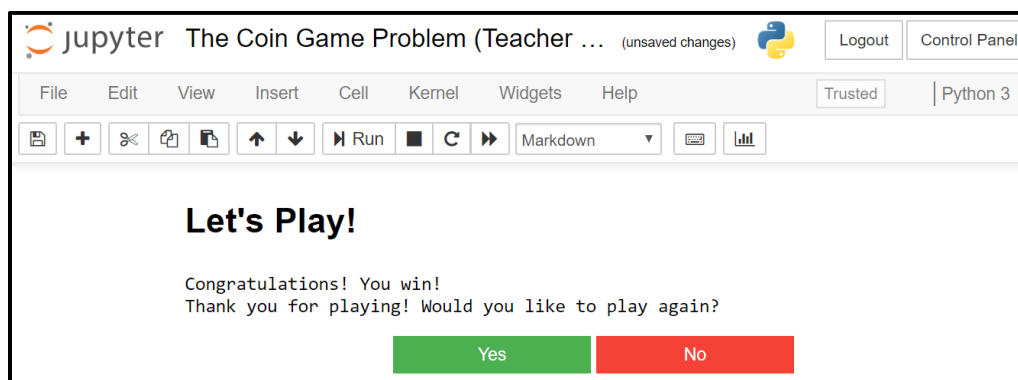 jupyter The Coin Game Problem (Teacher ... (unsaved changes) Logout Control Panel
File Edit View Insert Cell Kernel Widgets Help Trusted Python 3
Run Markdown
Let's Play!
Congratulations! You win!
Thank you for playing! Would you like to play again?
Yes No